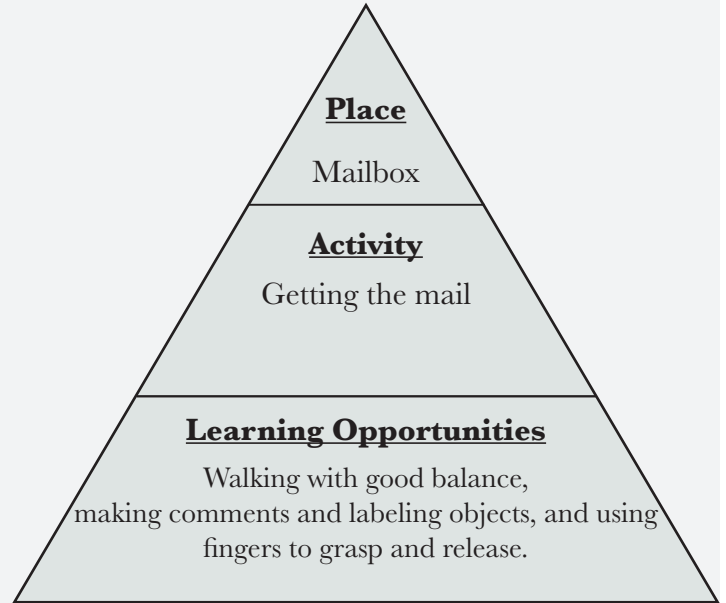 Place
Mailbox
Activity
Getting the mail
Learning Opportunities
Walking with good balance,
making comments and labeling objects, and using
fingers to grasp and release.